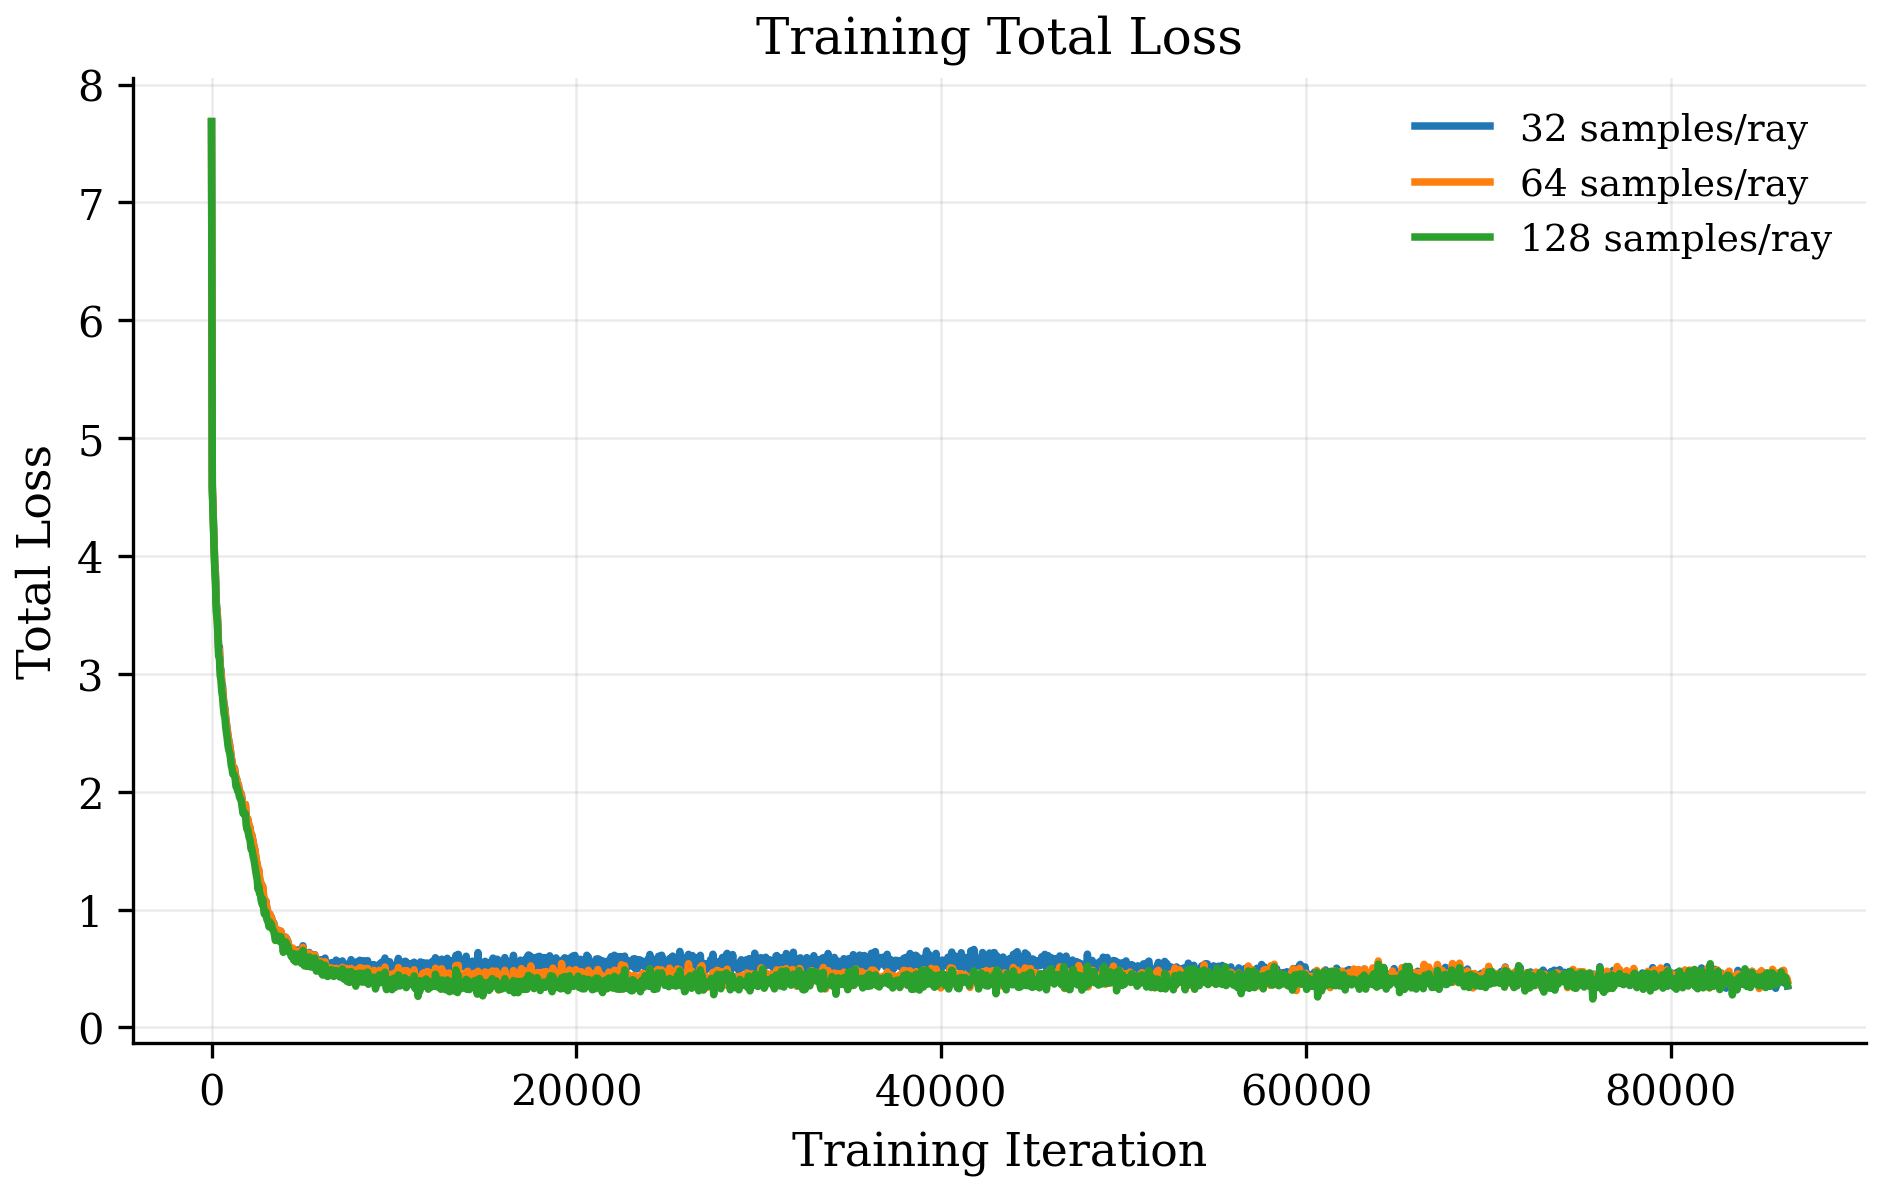 Training Total Loss
32 samples/ray
64 samples/ray
128 samples/ray
Total Loss
8
7
6
5
4
3
2
1
0
0
20000
40000
60000
80000
Training Iteration